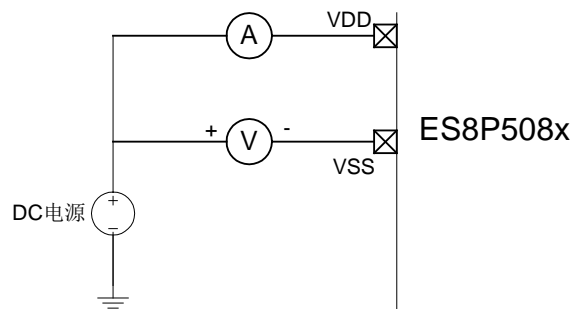 A
VDD
ES8P508x
+ V -
VSS
DC电源
+
-